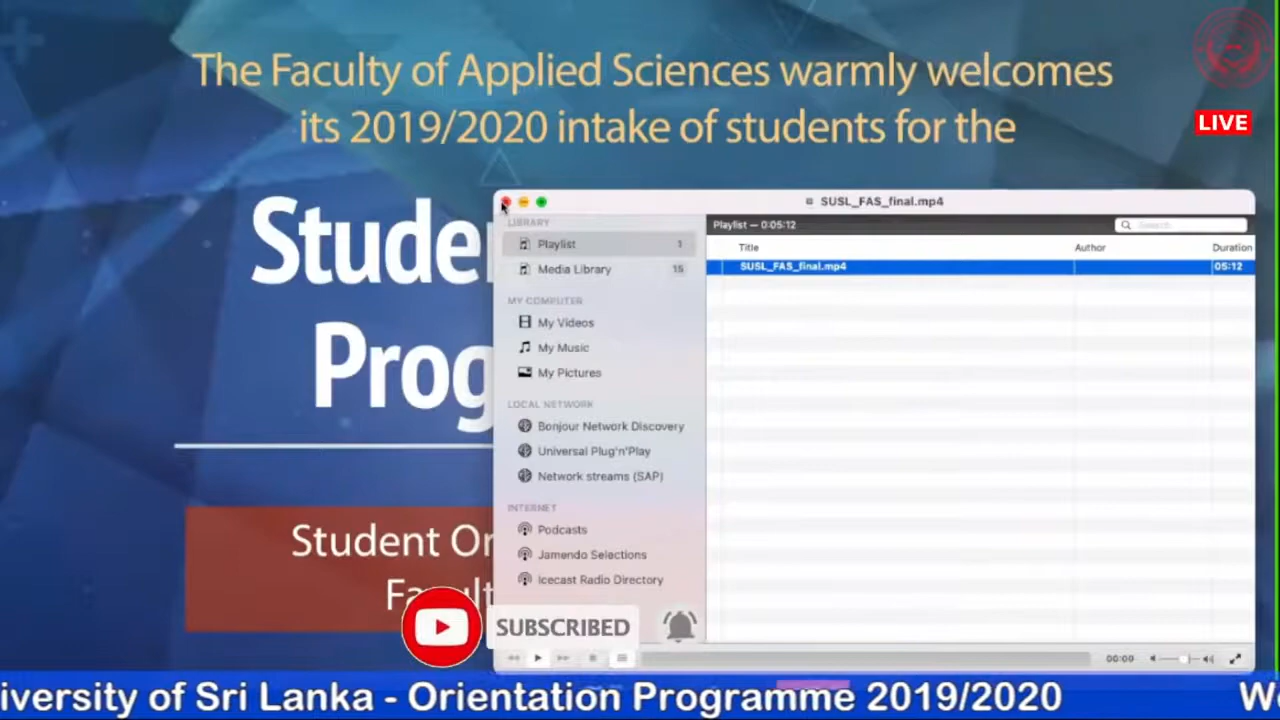 The Faculty of Applied Sciences warmly welcomes
its 2019/2020 intake of students for the
LIVE
Studen
Prog
Student Or
Facult
SUSL_FAS_final.mp4
LIBRARY
Playlist 1
Media Library 15
MY COMPUTER
My Videos
My Music
My Pictures
LOCAL NETWORK
Bonjour Network Discovery
Universal Plug'n'Play
Network streams (SAP)
INTERNET
Podcasts
Jamendo Selections
Icecast Radio Directory
Playlist — 0:05:12
Search
Title Author Duration
SUSL_FAS_final.mp4 05:12
SUBSCRIBED
00:00
iversity of Sri Lanka - Orientation Programme 2019/2020 W